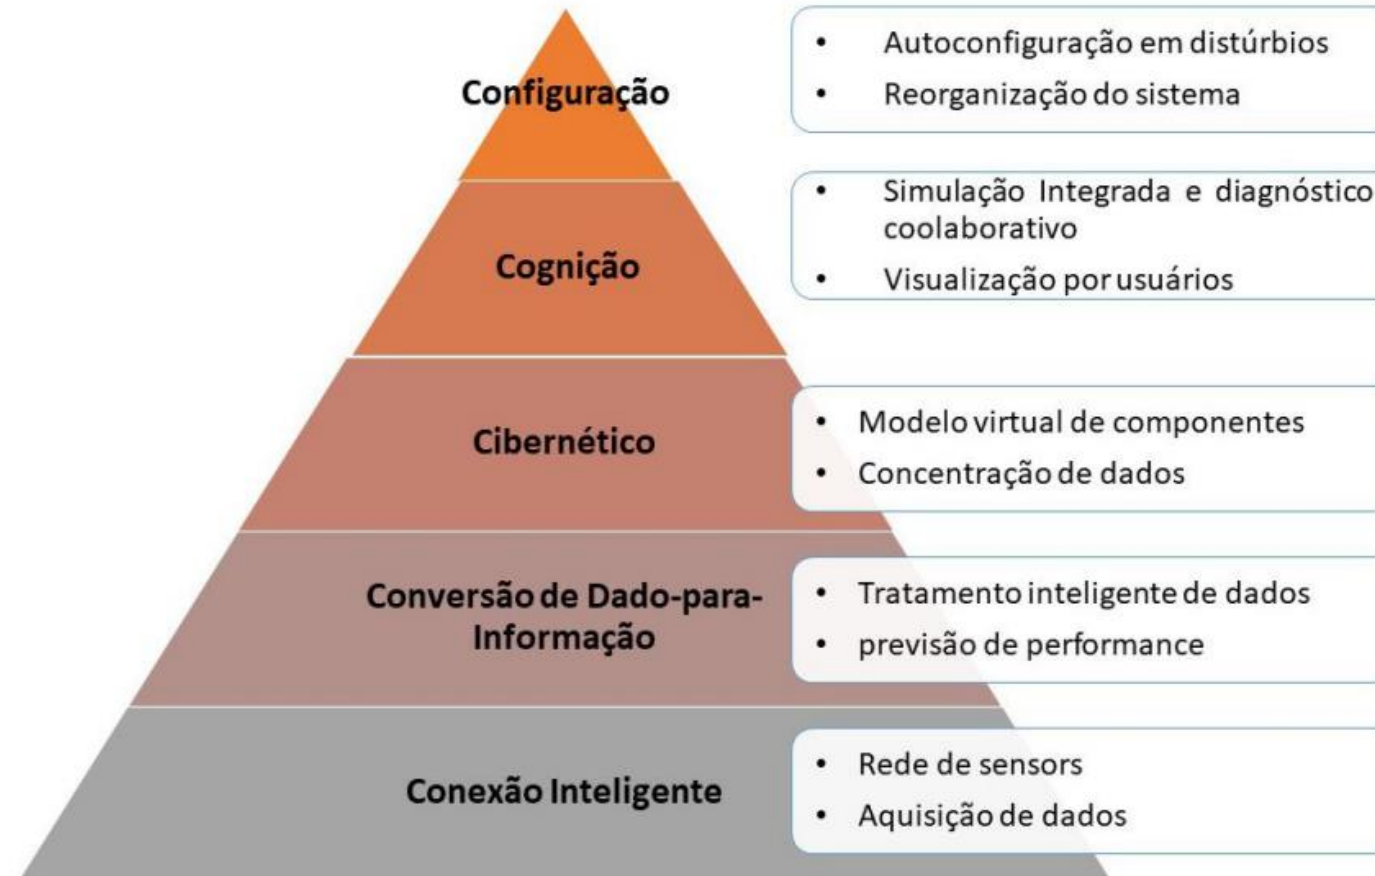 Configuração
• Autoconfiguração em distúrbios
• Reorganização do sistema
Cognição
• Simulação Integrada e diagnóstico
coolaborativo
• Visualização por usuários
Cibernético
• Modelo virtual de componentes
• Concentração de dados
Conversão de Dado-para-
Informação
• Tratamento inteligente de dados
• previsão de performance
Conexão Inteligente
• Rede de sensors
• Aquisição de dados